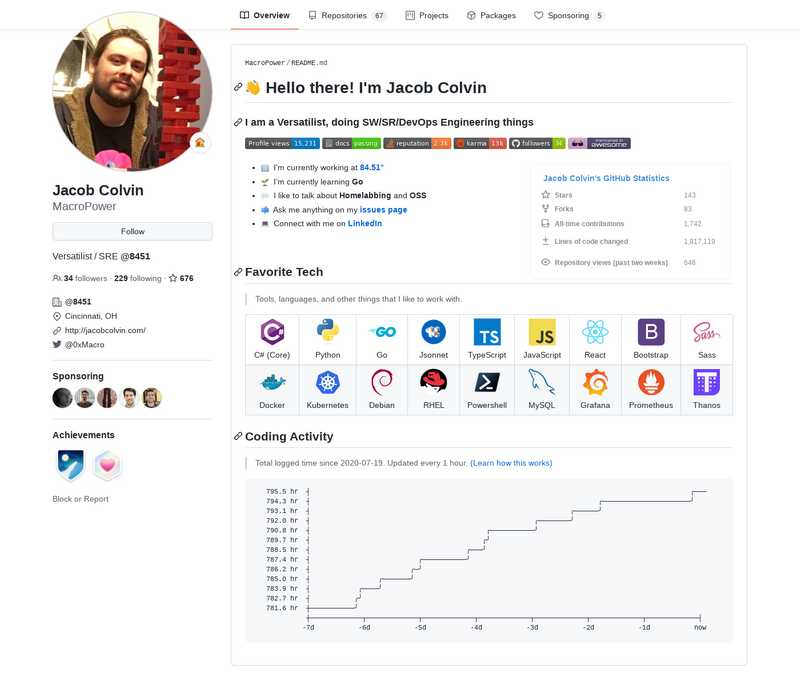 Overview
Repositories 67
Projects
Packages
Sponsoring 5
Jacob Colvin
MacroPower
Follow
Versatilist / SRE @8451
34 followers · 229 following · 676
@8451
Cincinnati, OH
http://jacobcolvin.com/
@0xMacro
Sponsoring
Achievements
Block or Report
MacroPower / README.md
👋 Hello there! I'm Jacob Colvin
I am a Versatilist, doing SW/SR/DevOps Engineering things
Profile views 15,231
docs passing
reputation 2.3k
karma 13k
followers 34
awesome
I'm currently working at 84.51°
I'm currently learning Go
I like to talk about Homelabbing and OSS
Ask me anything on my issues page
Connect with me on LinkedIn
Jacob Colvin's GitHub Statistics
Stars 143
Forks 83
All-time contributions 1,742
Lines of code changed 1,817,119
Repository views (past two weeks) 646
Favorite Tech
Tools, languages, and other things that I like to work with.
C# (Core) Python Go Jsonnet TypeScript JavaScript React Bootstrap Sass
Docker Kubernetes Debian RHEL Powershell MySQL Grafana Prometheus Thanos
Coding Activity
Total logged time since 2020-07-19. Updated every 1 hour. (Learn how this works)
795.5 hr
794.3 hr
793.1 hr
792.0 hr
790.8 hr
789.7 hr
788.5 hr
787.4 hr
786.2 hr
785.0 hr
783.9 hr
782.7 hr
781.6 hr
-7d -6d -5d -4d -3d -2d -1d now